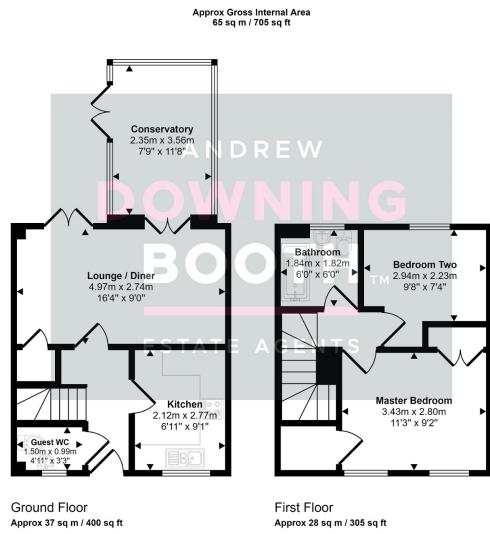 Approx Gross Internal Area
65 sq m / 705 sq ft
Conservatory
2.35m x 3.56m
7'9" x 11'8"
ANDREW
DOWNING
BOOTH
TM
ESTATE AGENTS
Lounge / Diner
4.97m x 2.74m
16'4" x 9'0"
Kitchen
2.12m x 2.77m
6'11" x 9'1"
Guest WC
1.50m x 0.99m
4'11" x 3'3"
Bathroom
1.84m x 1.82m
6'0" x 6'0"
Bedroom Two
2.94m x 2.23m
9'8" x 7'4"
Master Bedroom
3.43m x 2.80m
11'3" x 9'2"
Ground Floor
Approx 37 sq m / 400 sq ft
First Floor
Approx 28 sq m / 305 sq ft